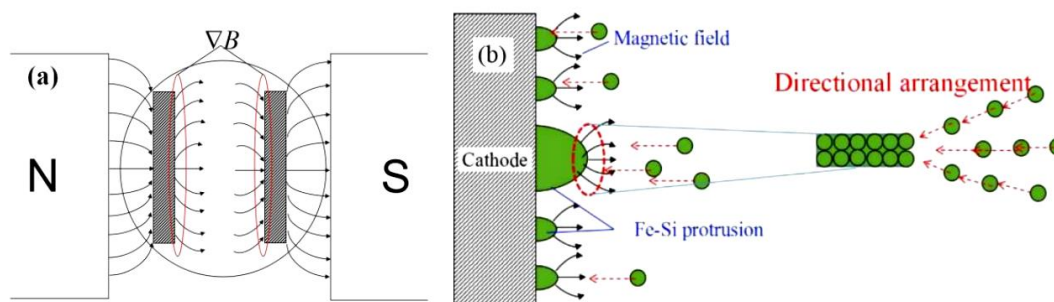 ∇B
(a)
N
S
(b)
Magnetic field
Directional arrangement
Cathode
Fe-Si protrusion